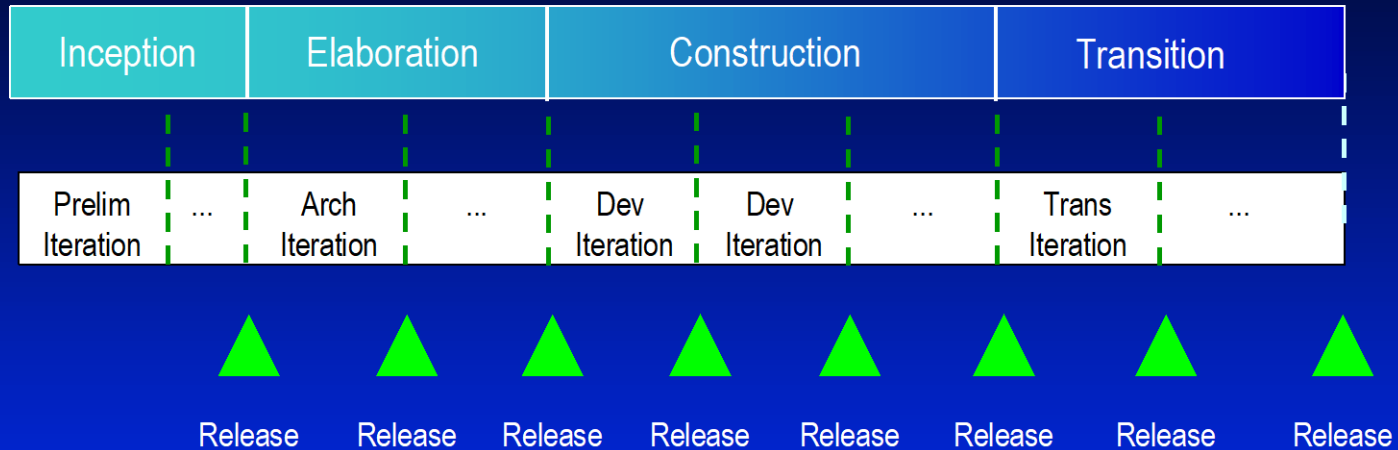 Inception Elaboration Construction Transition
Prelim ... Arch ... Dev Dev ... Trans ...
Iteration Iteration Iteration Iteration Iteration
Release Release Release Release Release Release Release Release